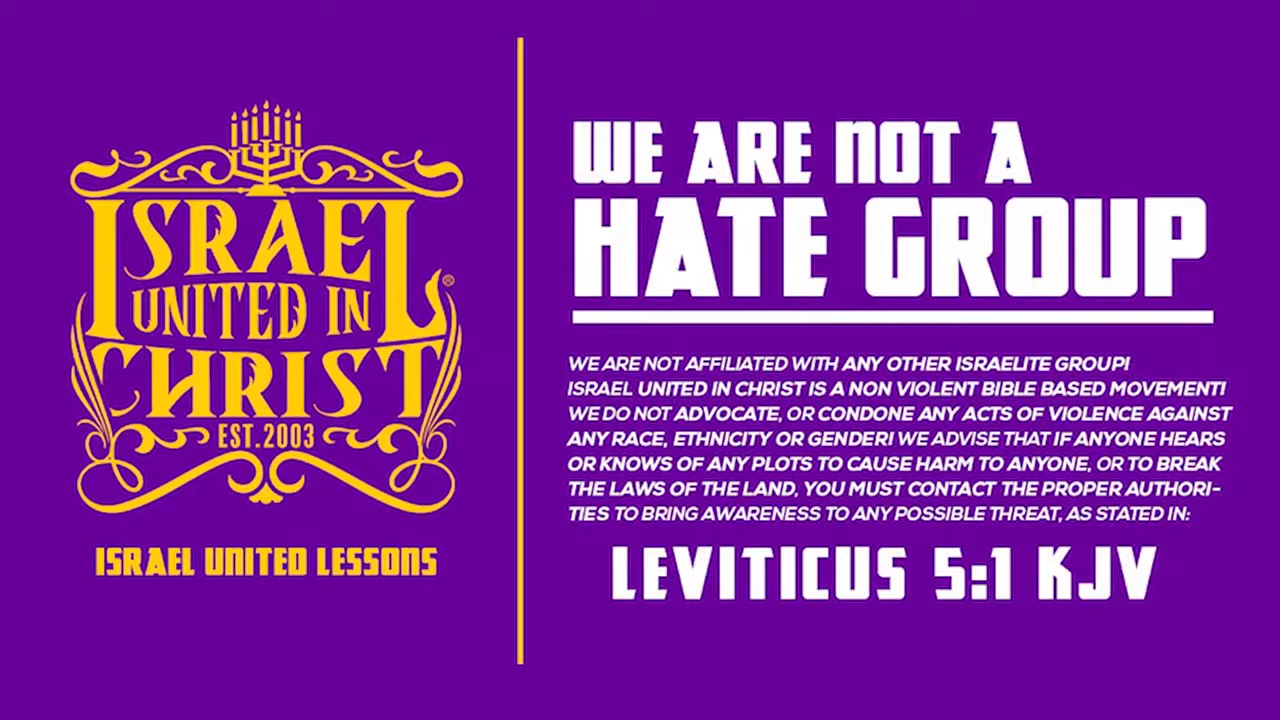 ISRAEL
UNITED IN
CHRIST
EST.2003
ISRAEL UNITED LESSONS
WE ARE NOT A
HATE GROUP
WE ARE NOT AFFILIATED WITH ANY OTHER ISRAELITE GROUP!
ISRAEL UNITED IN CHRIST IS A NON VIOLENT BIBLE BASED MOVEMENT!
WE DO NOT ADVOCATE, OR CONDONE ANY ACTS OF VIOLENCE AGAINST
ANY RACE, ETHNICITY OR GENDER! WE ADVISE THAT IF ANYONE HEARS
OR KNOWS OF ANY PLOTS TO CAUSE HARM TO ANYONE, OR TO BREAK
THE LAWS OF THE LAND, YOU MUST CONTACT THE PROPER AUTHORI-
TIES TO BRING AWARENESS TO ANY POSSIBLE THREAT, AS STATED IN:
LEVITICUS 5:1 KJV